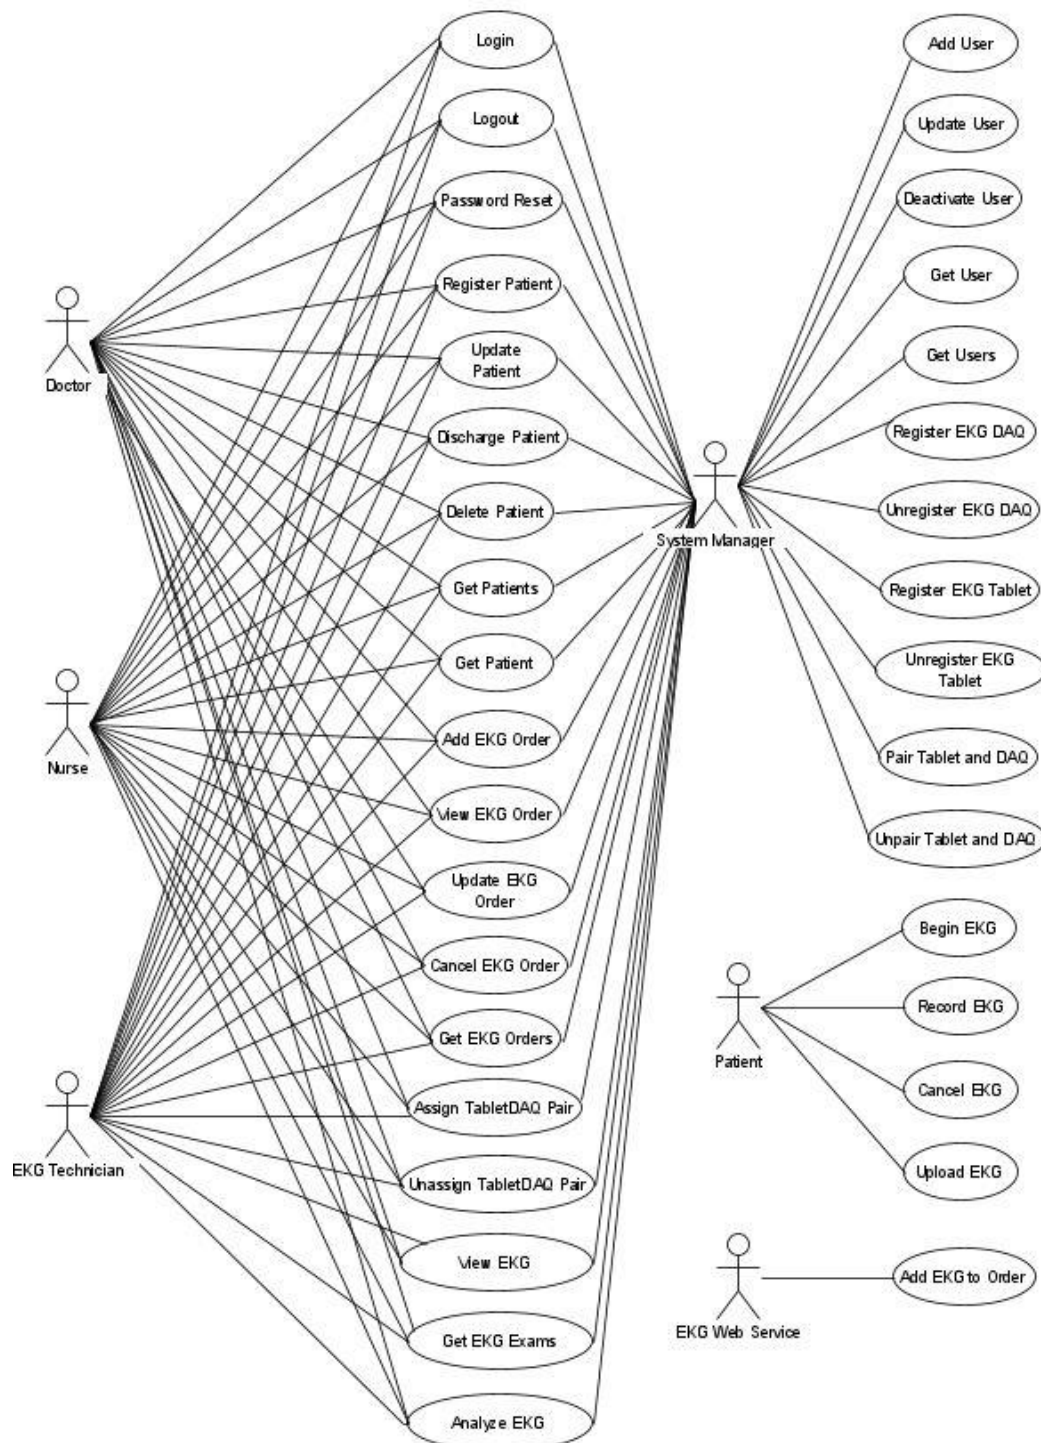 Login
Logout
Password Reset
Register Patient
Update
Patient
Discharge Patient
Delete Patient
Get Patients
Get Patient
Add EKG Order
View EKG Order
Update EKG
Order
Cancel EKG Order
Get EKG Orders
Assign TabletDAQ Pair
Unassign TabletDAQ Pair
View EKG
Get EKG Exams
Analyze EKG
Doctor
Nurse
EKG Technician
System Manager
Add User
Update User
Deactivate User
Get User
Get Users
Register EKG DAQ
Unregister EKG DAQ
Register EKG Tablet
Unregister EKG
Tablet
Pair Tablet and DAQ
Unpair Tablet and DAQ
Patient
Begin EKG
Record EKG
Cancel EKG
Upload EKG
EKG Web Service
Add EKG to Order